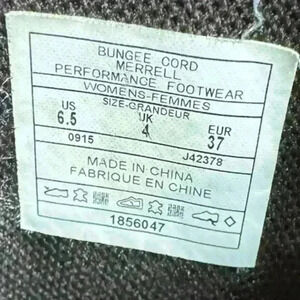 BUNGEE CORD
MERRELL
PERFORMANCE FOOTWEAR
WOMENS-FEMMES
SIZE-GRANDEUR
US UK EUR
6.5 4 37
0915 J42378
MADE IN CHINA
FABRIQUE EN CHINE
1856047